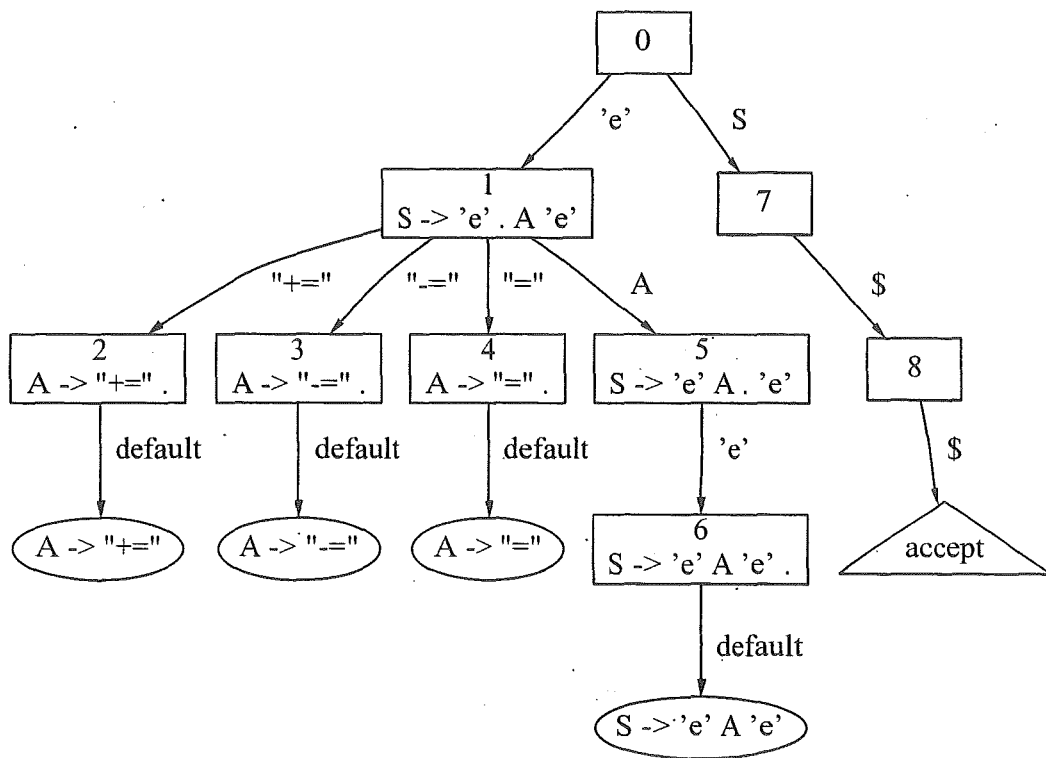 0
'e'
S
1
S -> 'e' . A 'e'
7
"+="
"-="
"="
A
$
2
A -> "+=" .
3
A -> "-=" .
4
A -> "=" .
5
S -> 'e' A . 'e'
8
default
default
default
'e'
$
A -> "+="
A -> "-="
A -> "="
6
S -> 'e' A 'e' .
accept
default
S -> 'e' A 'e'